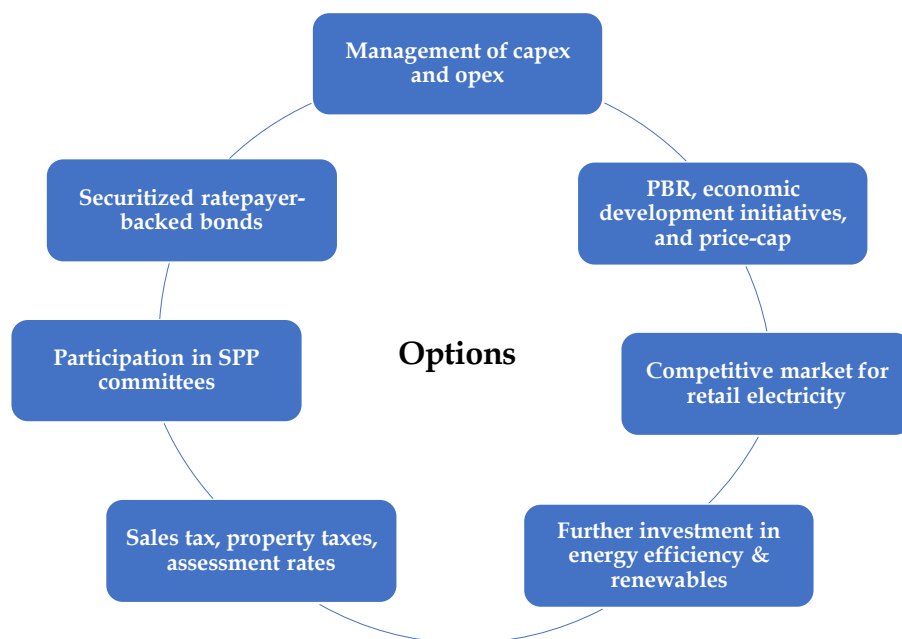 Management of capex
and opex
PBR, economic
development initiatives,
and price-cap
Competitive market for
retail electricity
Further investment in
energy efficiency &
renewables
Sales tax, property taxes,
assessment rates
Participation in SPP
committees
Securitized ratepayer-
backed bonds
Options